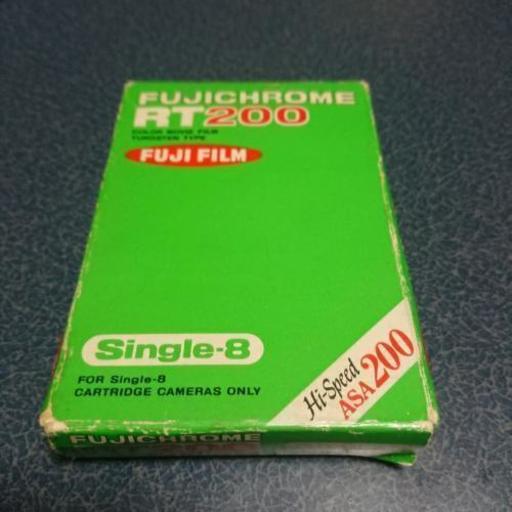 FUJICHROME
RT200
COLOR MOVIE FILM
TUNGSTEN TYPE
FUJI FILM
Single-8
FOR Single-8
CARTRIDGE CAMERAS ONLY
Hi-Speed
ASA 200
FUJICHROME